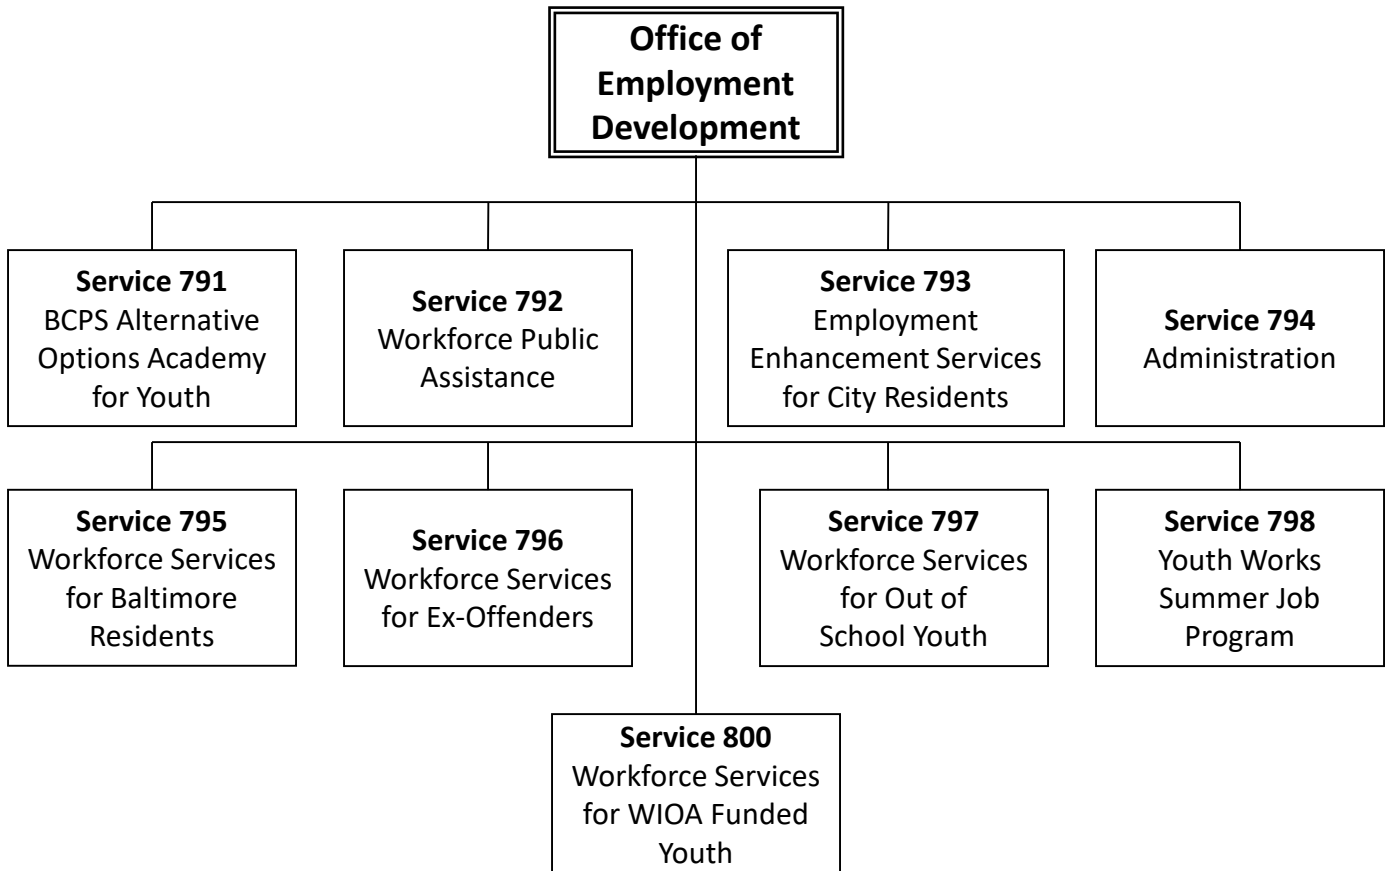 Office of
Employment
Development
Service 791
BCPS Alternative
Options Academy
for Youth
Service 792
Workforce Public
Assistance
Service 793
Employment
Enhancement Services
for City Residents
Service 794
Administration
Service 795
Workforce Services
for Baltimore
Residents
Service 796
Workforce Services
for Ex-Offenders
Service 797
Workforce Services
for Out of
School Youth
Service 798
Youth Works
Summer Job
Program
Service 800
Workforce Services
for WIOA Funded
Youth